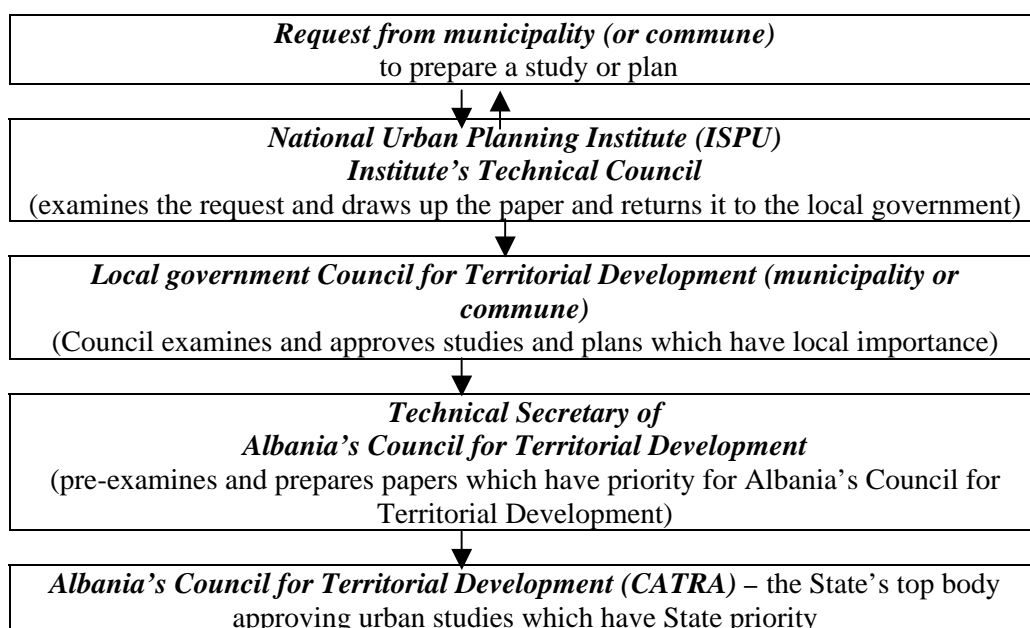 Request from municipality (or commune)
to prepare a study or plan
National Urban Planning Institute (ISPU)
Institute's Technical Council
(examines the request and draws up the paper and returns it to the local government)
Local government Council for Territorial Development (municipality or
commune)
(Council examines and approves studies and plans which have local importance)
Technical Secretary of
Albania's Council for Territorial Development
(pre-examines and prepares papers which have priority for Albania's Council for
Territorial Development)
Albania's Council for Territorial Development (CATRA) – the State's top body
approving urban studies which have State priority